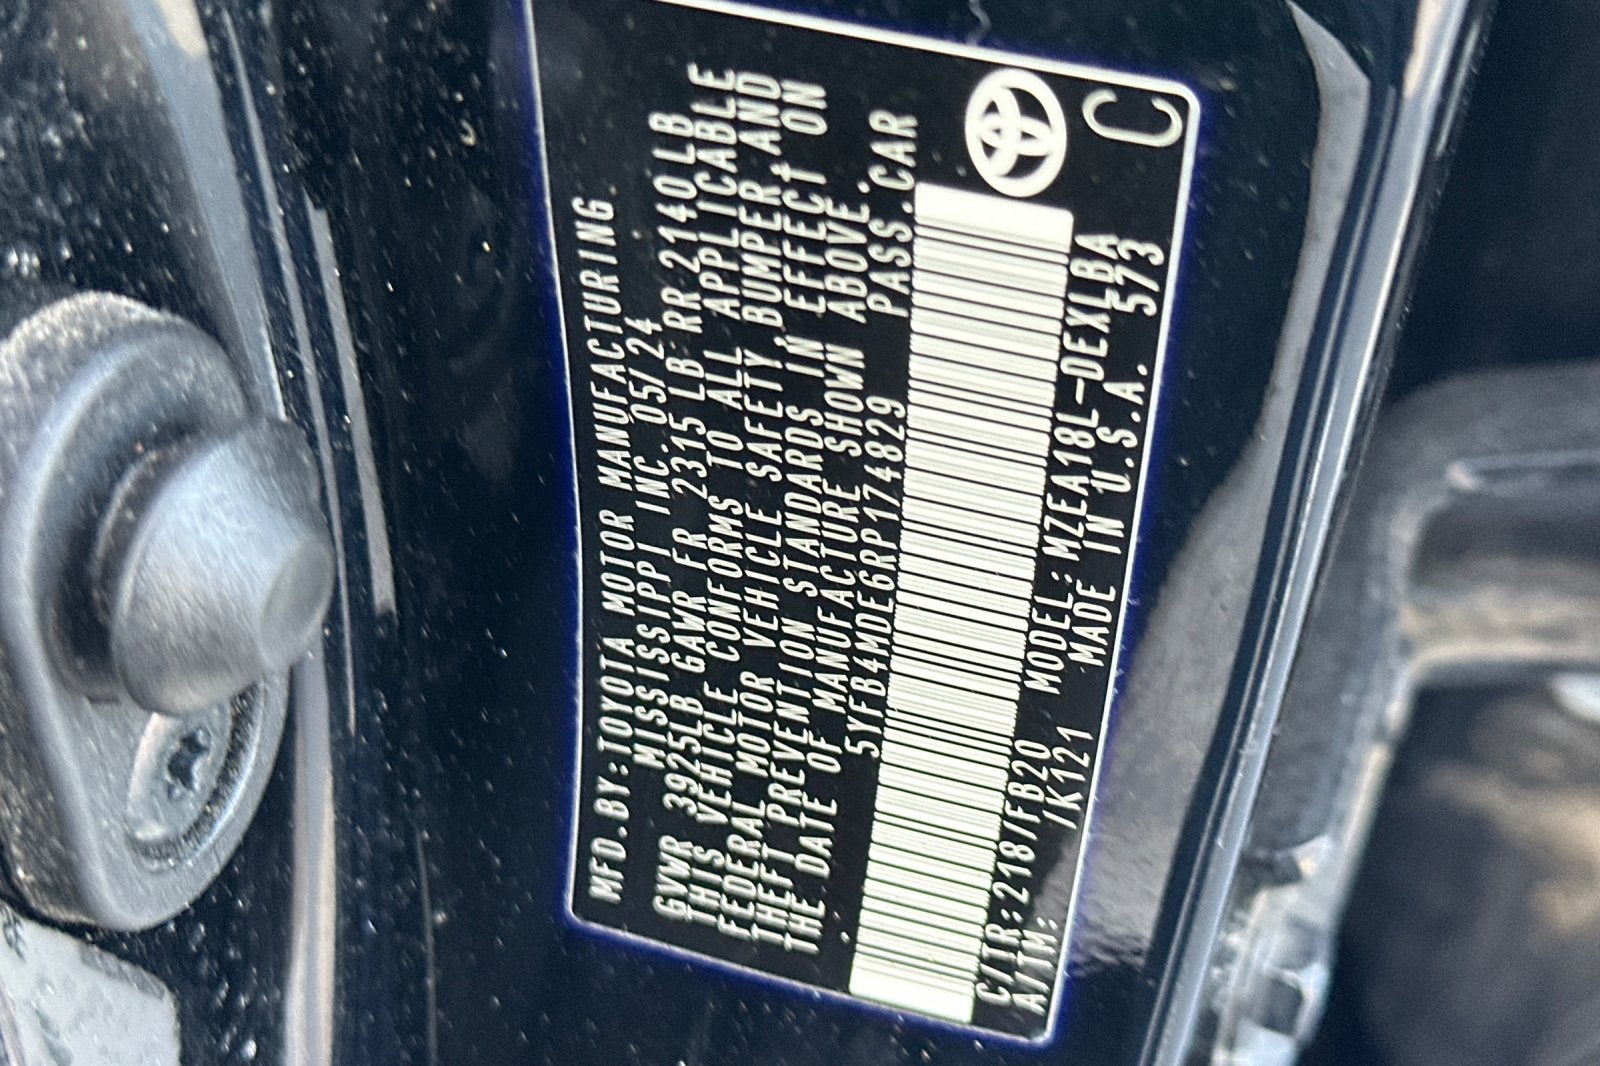 MFD.BY:TOYOTA MOTOR MANUFACTURING.
MISSISSIPPI INC. 05/24
GVWR 3925LB GAWR FR 2315LB RR 2140LB
THIS VEHICLE CONFORMS TO ALL APPLICABLE
FEDERAL MOTOR VEHICLE SAFETY,BUMPER,AND
THEFT PREVENTION STANDARDS IN EFFECT ON
THE DATE OF MANUFACTURE SHOWN ABOVE.
5YFB4MDE6RP174829 PASS.CAR
C/TR:218/FB20 MODEL:MZEA18L-DEXLBA
A/TM: /K121 MADE IN U.S.A. 573
C